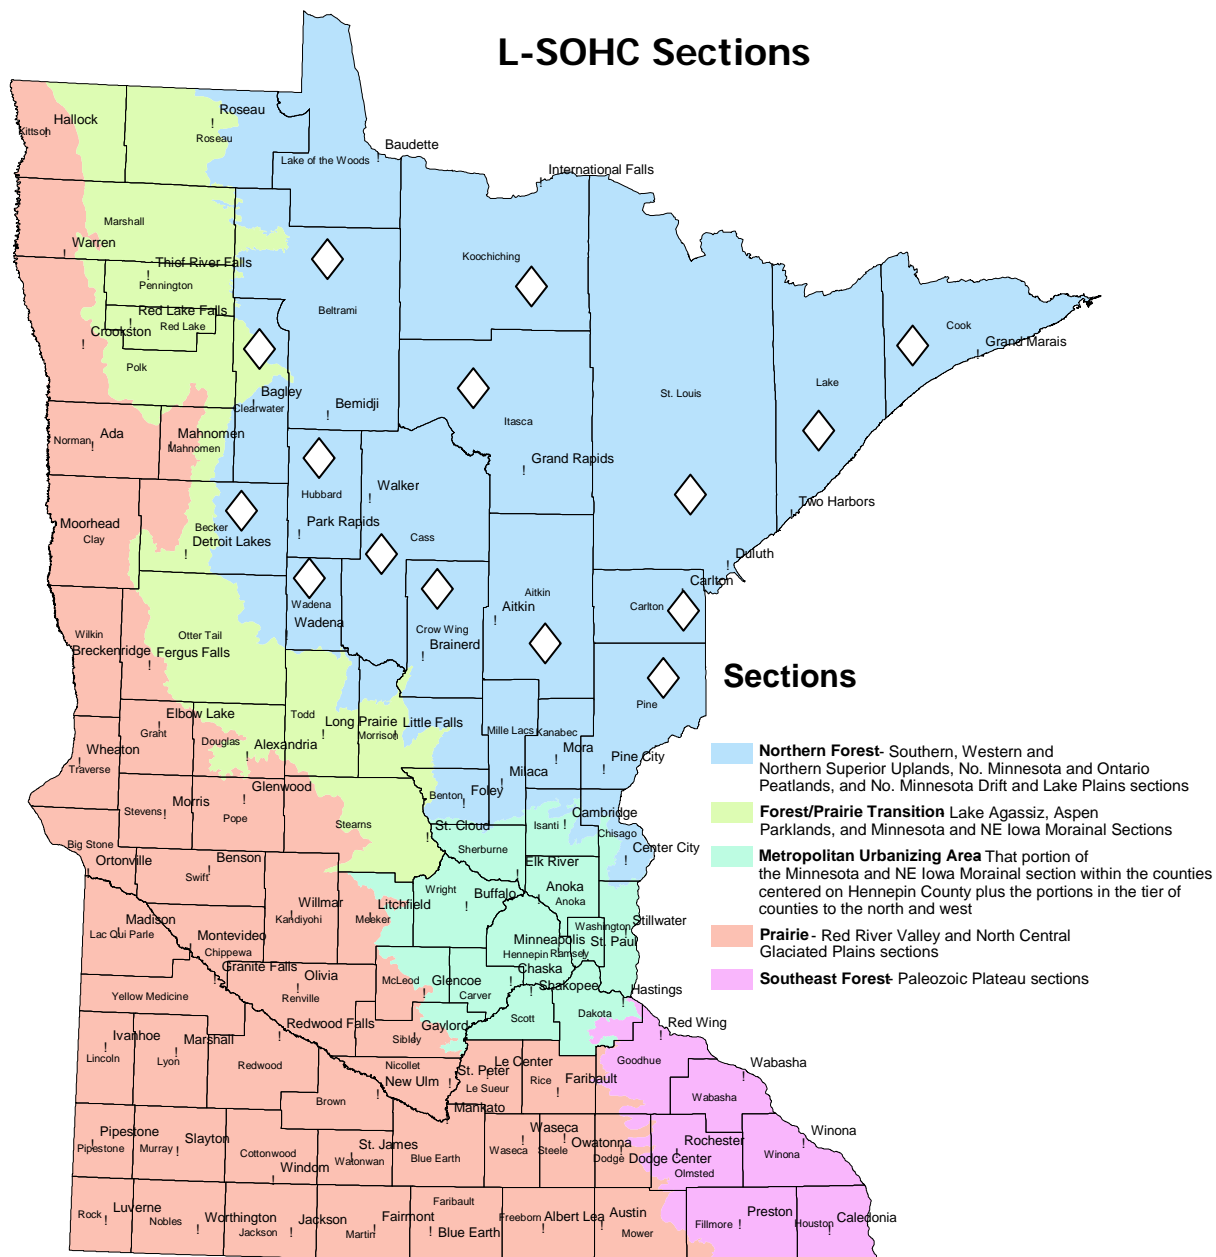 L-SOHC Sections
Roseau
Hallock
Kittson
Roseau
Baudette
Lake of the Woods
International Falls
Marshall
Warren
Koochiching
Thief River Falls
Pennington
Beltrami
Red Lake Falls
Red Lake
Crookston
Cook
Grand Marais
Polk
Lake
St. Louis
Bagley
Clearwater
Bemidji
Itasca
Ada
Norman
Mahnomen
Mahnomen
Grand Rapids
Walker
Hubbard
Two Harbors
Moorhead
Clay
Becker
Detroit Lakes
Park Rapids
Cass
Duluth
Carlton
Aitkin
Aitkin
Carlton
Wadena
Wadena
Crow Wing
Brainerd
Wilkin
Breckenridge
Otter Tail
Fergus Falls
Sections
Pine
Elbow Lake
Grant
Todd
Long Prairie
Morrison
Little Falls
Mille Lacs
Kanabec
Mora
Douglas
Alexandria
Wheaton
Traverse
Pine City
Milaca
Northern Forest- Southern, Western and
Northern Superior Uplands, No. Minnesota and Ontario
Peatlands, and No. Minnesota Drift and Lake Plains sections
Glenwood
Morris
Stevens
Pope
Benton
Foley
Forest/Prairie Transition- Lake Agassiz, Aspen
Parklands, and Minnesota and NE Iowa Morainal Sections
Stearns
St. Cloud
Isanti
Cambridge
Chisago
Center City
Big Stone
Ortonville
Benson
Swift
Sherburne
Elk River
Metropolitan Urbanizing Area- That portion of
the Minnesota and NE Iowa Morainal section within the counties
centered on Hennepin County plus the portions in the tier of
counties to the north and west
Wright
Buffalo
Anoka
Anoka
Willmar
Kandiyohi
Litchfield
Meeker
Madison
Lac Qui Parle
Montevideo
Chippewa
Stillwater
Washington
Minneapolis
St. Paul
Hennepin
Ramsey
Prairie - Red River Valley and North Central
Glaciated Plains sections
Granite Falls
Olivia
Renville
McLeod
Glencoe
Carver
Chaska
Shakopee
Southeast Forest- Paleozoic Plateau sections
Yellow Medicine
Hastings
Scott
Dakota
Redwood Falls
Gaylord
Sibley
Red Wing
Ivanhoe
Lincoln
Marshall
Lyon
Redwood
Nicollet
New Ulm
St. Peter
Le Center
Le Sueur
Rice
Faribault
Goodhue
Wabasha
Wabasha
Brown
Mankato
Pipestone
Pipestone
Slayton
Murray
Cottonwood
Windom
St. James
Watonwan
Blue Earth
Waseca
Waseca
Steele
Owatonna
Dodge
Dodge Center
Rochester
Olmsted
Winona
Winona
Luverne
Rock
Nobles
Worthington
Jackson
Jackson
Fairmont
Martin
Faribault
Blue Earth
Freeborn
Albert Lea
Austin
Mower
Preston
Fillmore
Houston
Caledonia